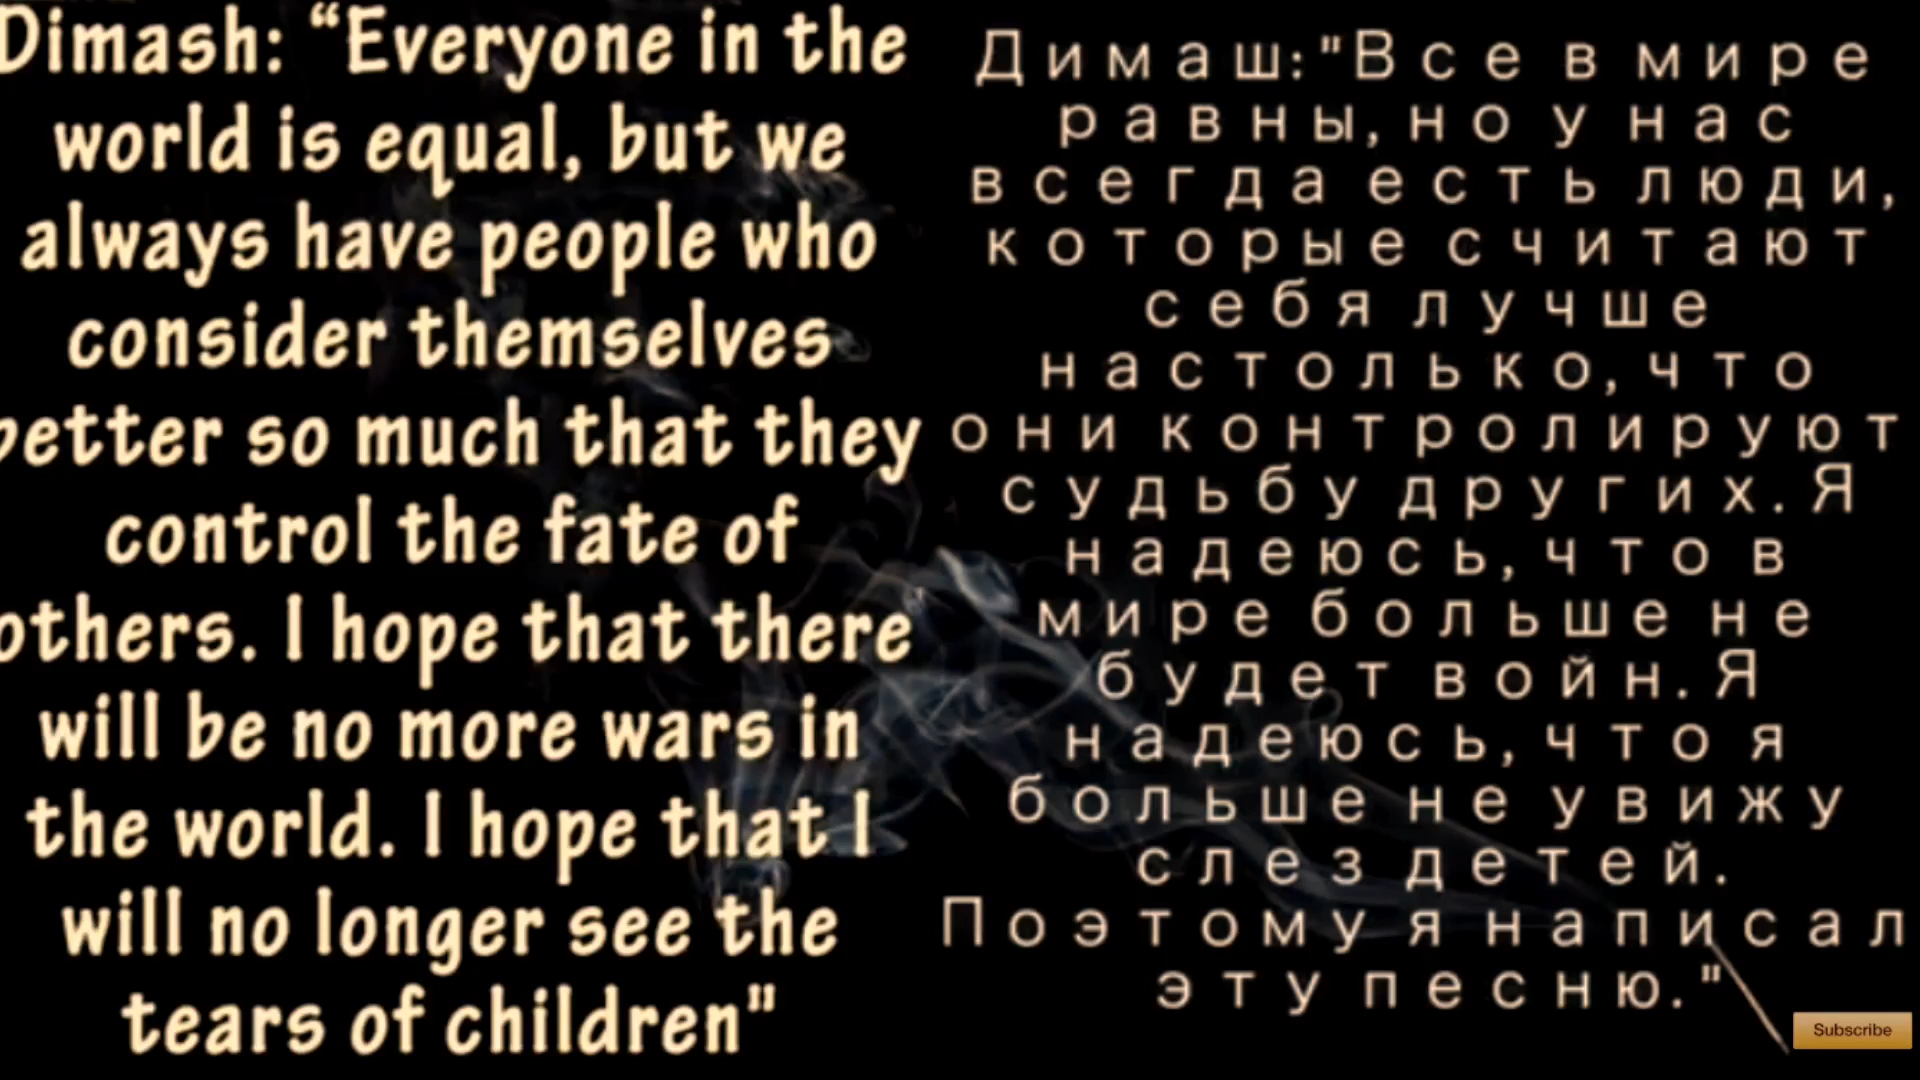 Dimash: “Everyone in the
world is equal, but we
always have people who
consider themselves
better so much that they
control the fate of
others. I hope that there
will be no more wars in
the world. I hope that I
will no longer see the
tears of children"
Димаш:"Все в мире
равны, но у нас
всегда есть люди,
которые считают
себя лучше
настолько, что
они контролируют
судьбу других. Я
надеюсь, что в
мире больше не
будет войн. Я
надеюсь, что я
больше не увижу
слез детей.
Поэтому я написал
эту песню."
Subscribe